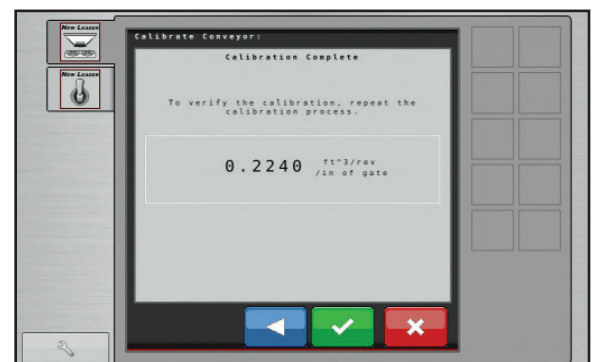 New Leader
New Leader
Calibrate Conveyor:
Calibration Complete
To verify the calibration, repeat the
calibration process.
0.2240 ft^3/rev
/in of gate